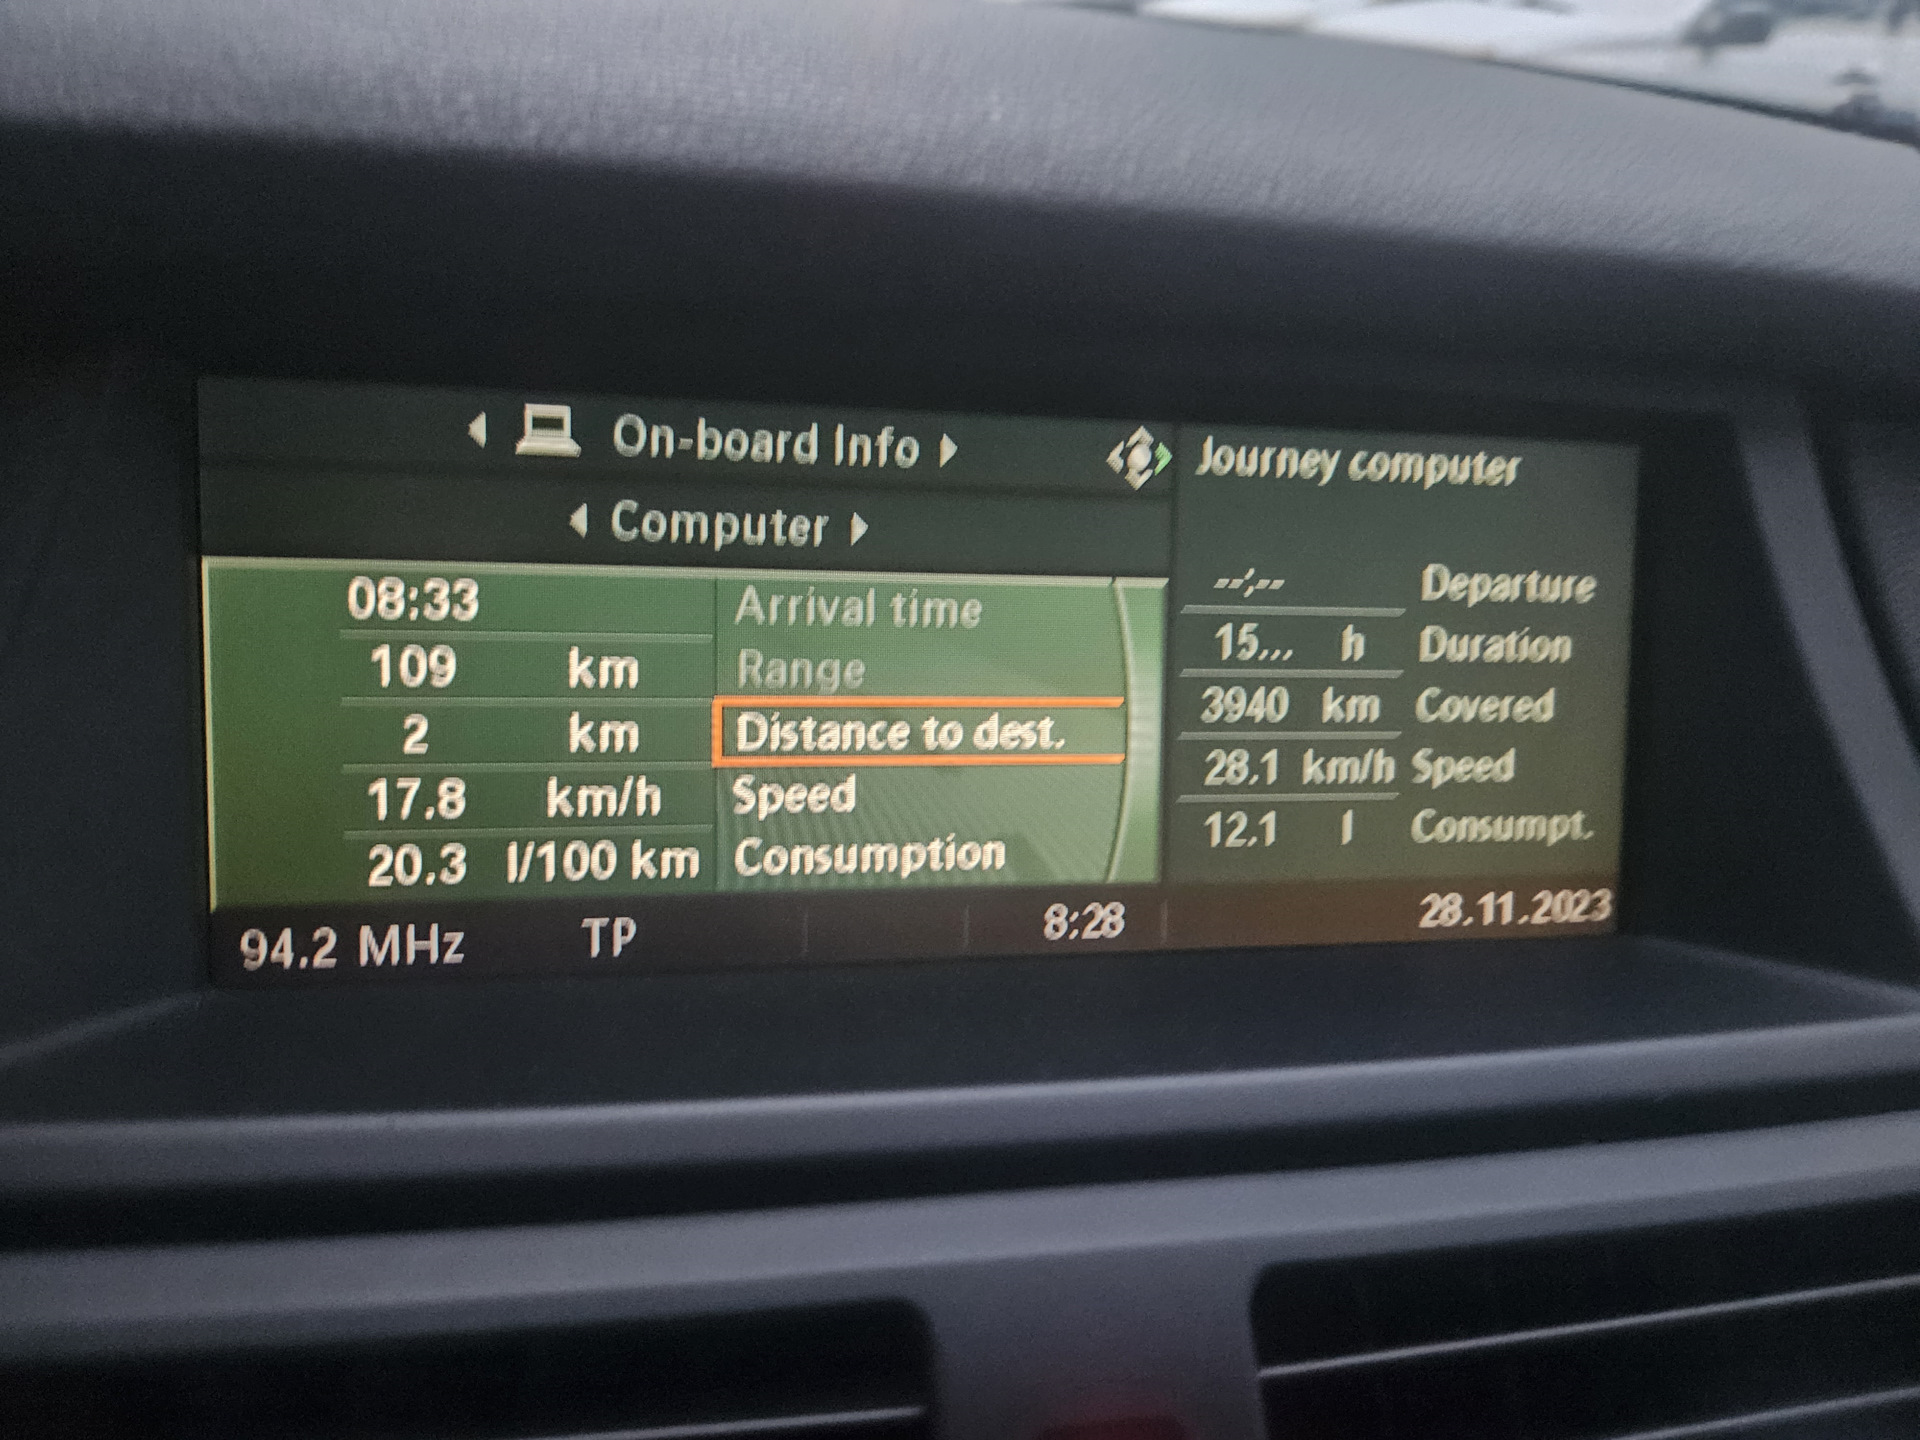 On-board Info
Computer
08:33 Arrival time
109 km Range
2 km Distance to dest.
17.8 km/h Speed
20.3 l/100 km Consumption
Journey computer
--:-- Departure
15... h Duration
3940 km Covered
28.1 km/h Speed
12.1 l Consumpt.
94.2 MHz TP 8:28 28.11.2023